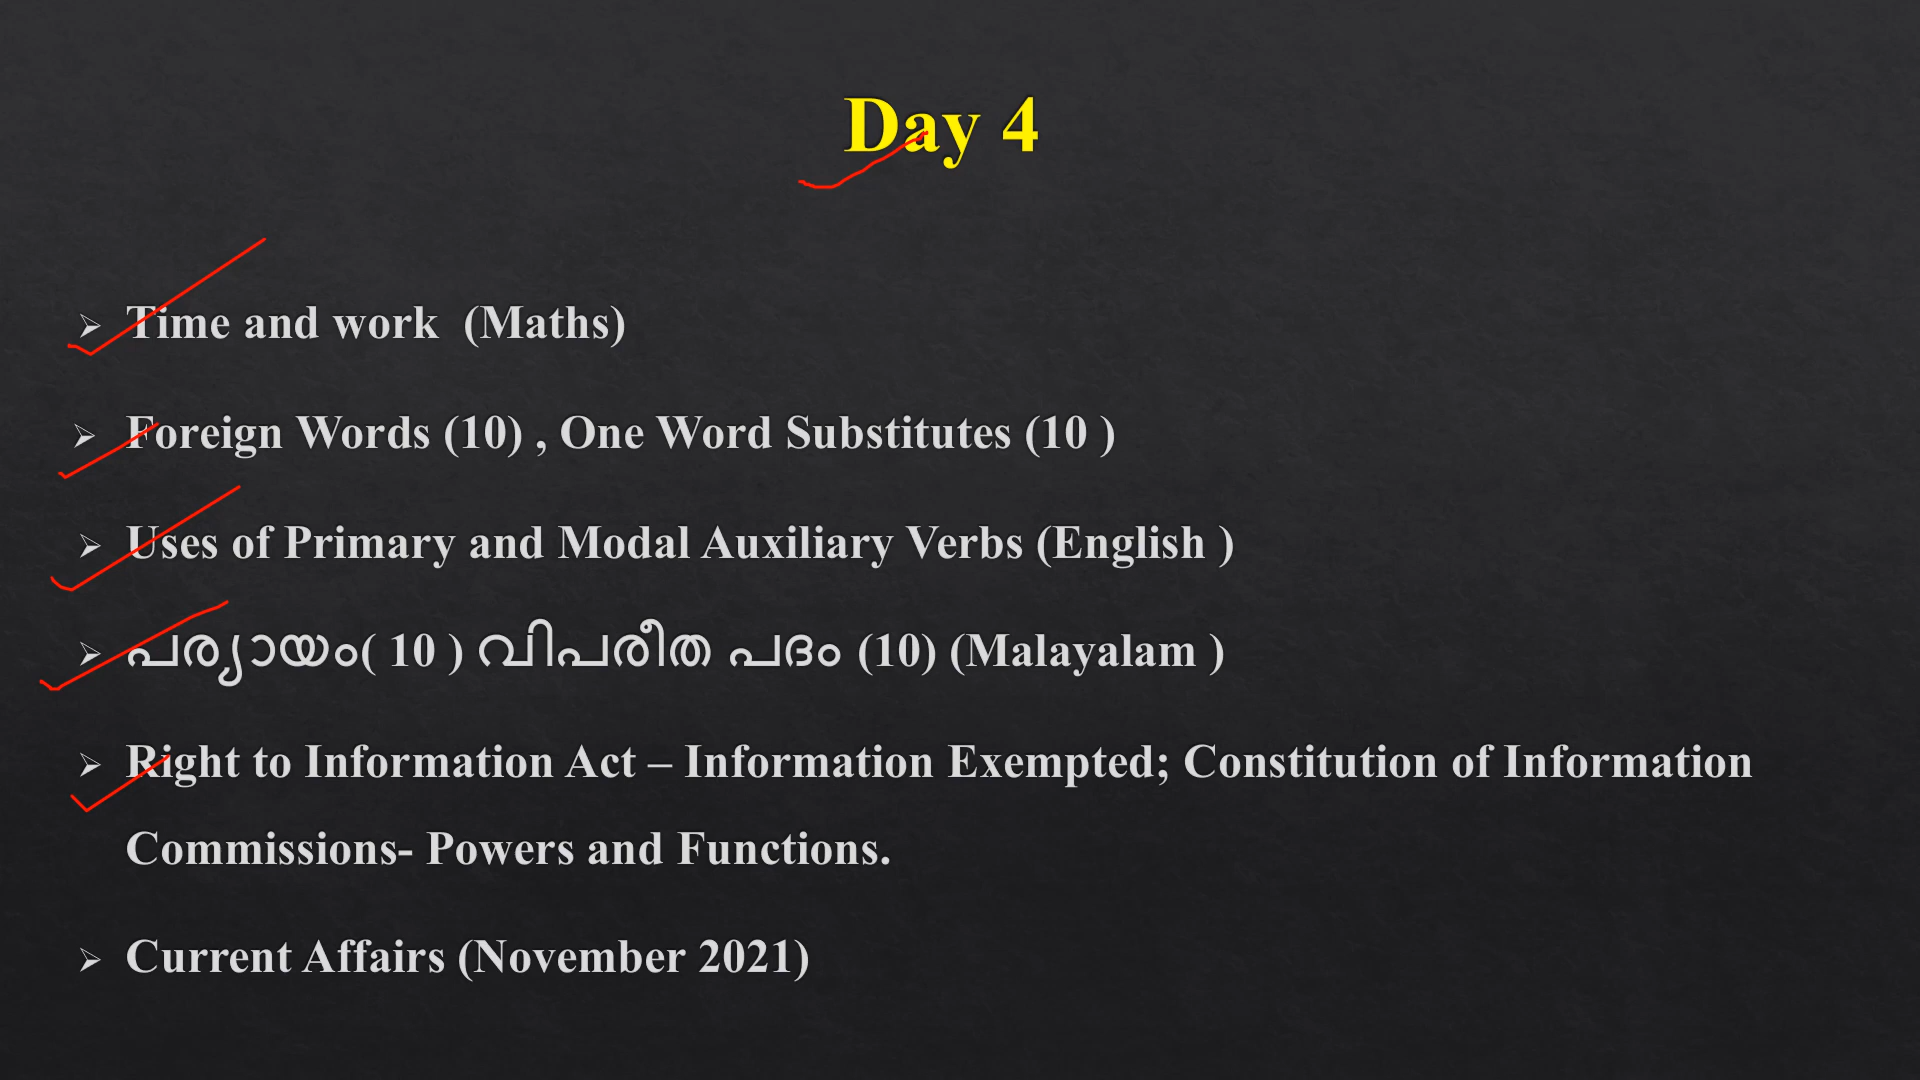 Day 4
Time and work (Maths)
Foreign Words (10) , One Word Substitutes (10 )
Uses of Primary and Modal Auxiliary Verbs (English )
പര്യായം( 10 ) വിപരീത പദം (10) (Malayalam )
Right to Information Act – Information Exempted; Constitution of Information
Commissions- Powers and Functions.
Current Affairs (November 2021)